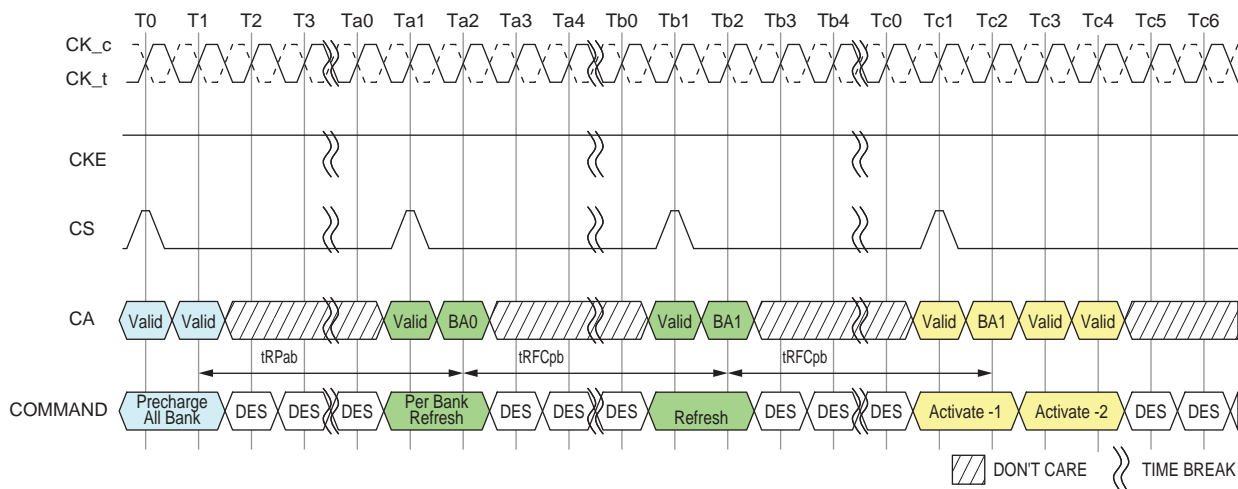 T0 T1 T2 T3 Ta0 Ta1 Ta2 Ta3 Ta4 Tb0 Tb1 Tb2 Tb3 Tb4 Tc0 Tc1 Tc2 Tc3 Tc4 Tc5 Tc6
CK_c
CK_t
CKE
CS
CA Valid Valid Valid BA0 Valid BA1 Valid BA1 Valid Valid
tRPab tRFCpb tRFCpb
COMMAND Precharge All Bank DES DES DES Per Bank Refresh DES DES DES Refresh DES DES DES Activate -1 Activate -2 DES DES
DON'T CARE TIME BREAK